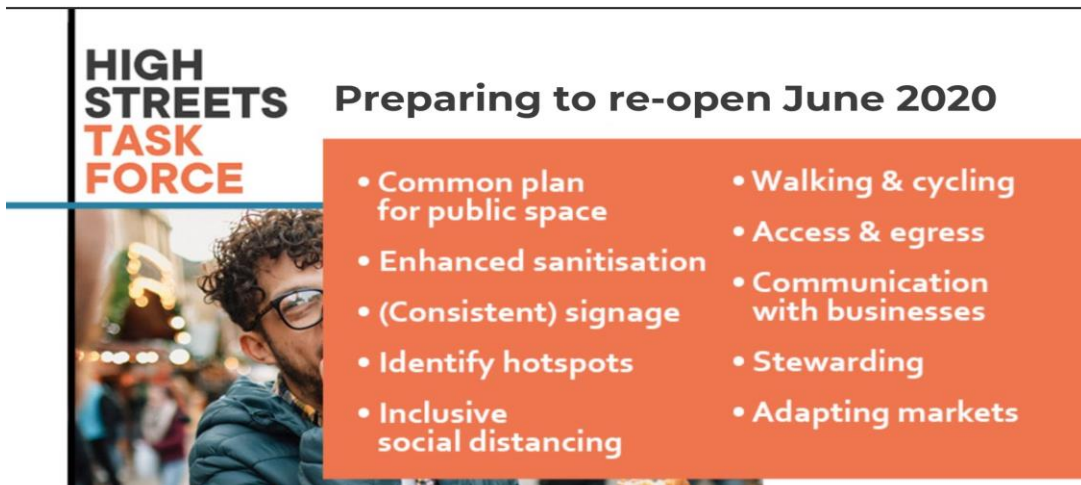 HIGH
STREETS
TASK
FORCE
Preparing to re-open June 2020
• Common plan
for public space
• Enhanced sanitisation
• (Consistent) signage
• Identify hotspots
• Inclusive
social distancing
• Walking & cycling
• Access & egress
• Communication
with businesses
• Stewarding
• Adapting markets